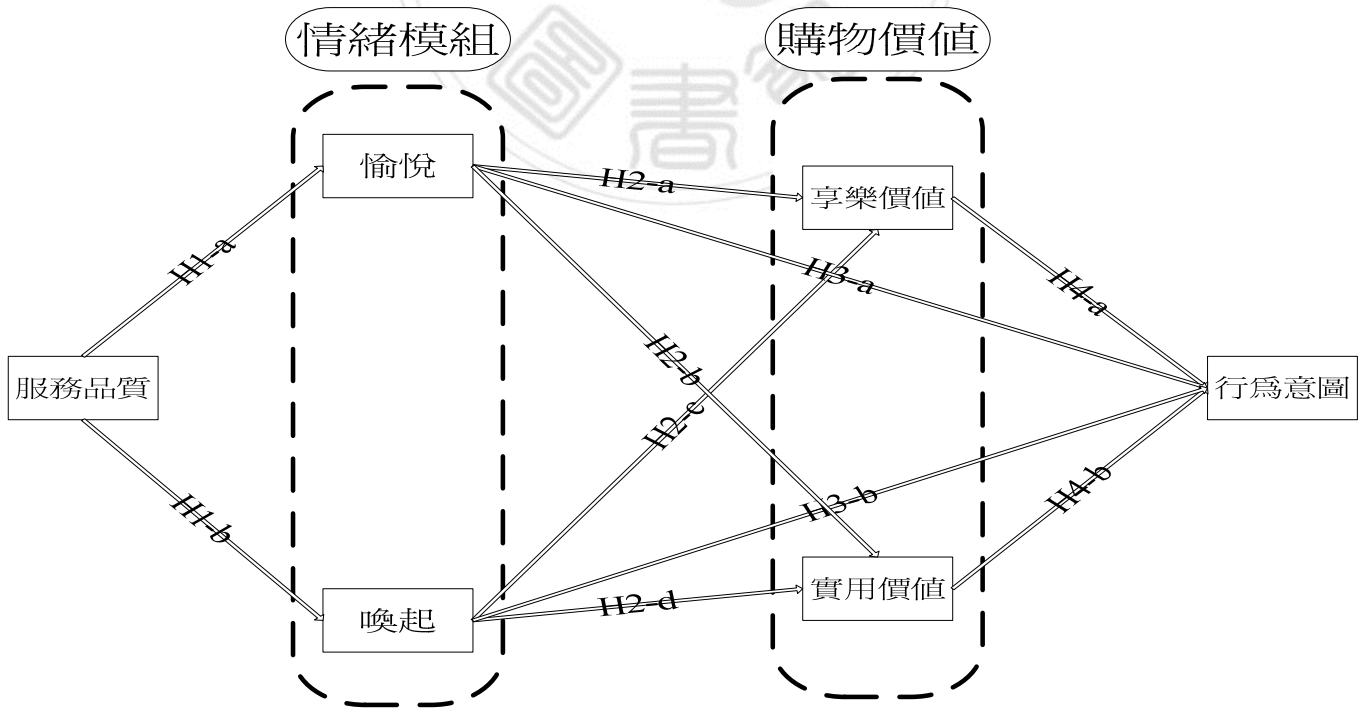 情緒模組
購物價值
愉悅
享樂價值
服務品質
行為意圖
喚起
實用價值
H1-a
H1-b
H2-a
H2-b
H2-c
H2-d
H3-a
H3-b
H4-a
H4-b
書